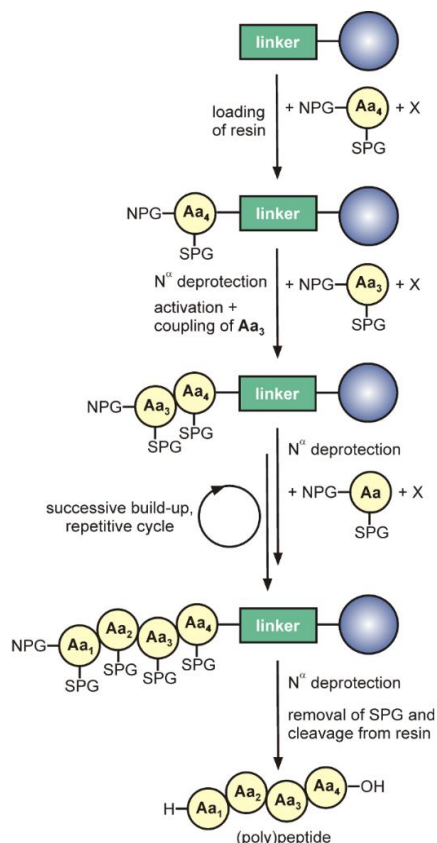 linker
loading
of resin
+ NPG— Aa4 + X
SPG
NPG— Aa4 linker
SPG
Nα deprotection
activation +
coupling of Aa3
+ NPG— Aa3 + X
SPG
NPG— Aa3 Aa4 linker
SPG SPG
Nα deprotection
successive build-up,
repetitive cycle
+ NPG— Aa + X
SPG
NPG— Aa1 Aa2 Aa3 Aa4 linker
SPG SPG SPG SPG
Nα deprotection
removal of SPG and
cleavage from resin
H— Aa1 Aa2 Aa3 Aa4 —OH
(poly)peptide